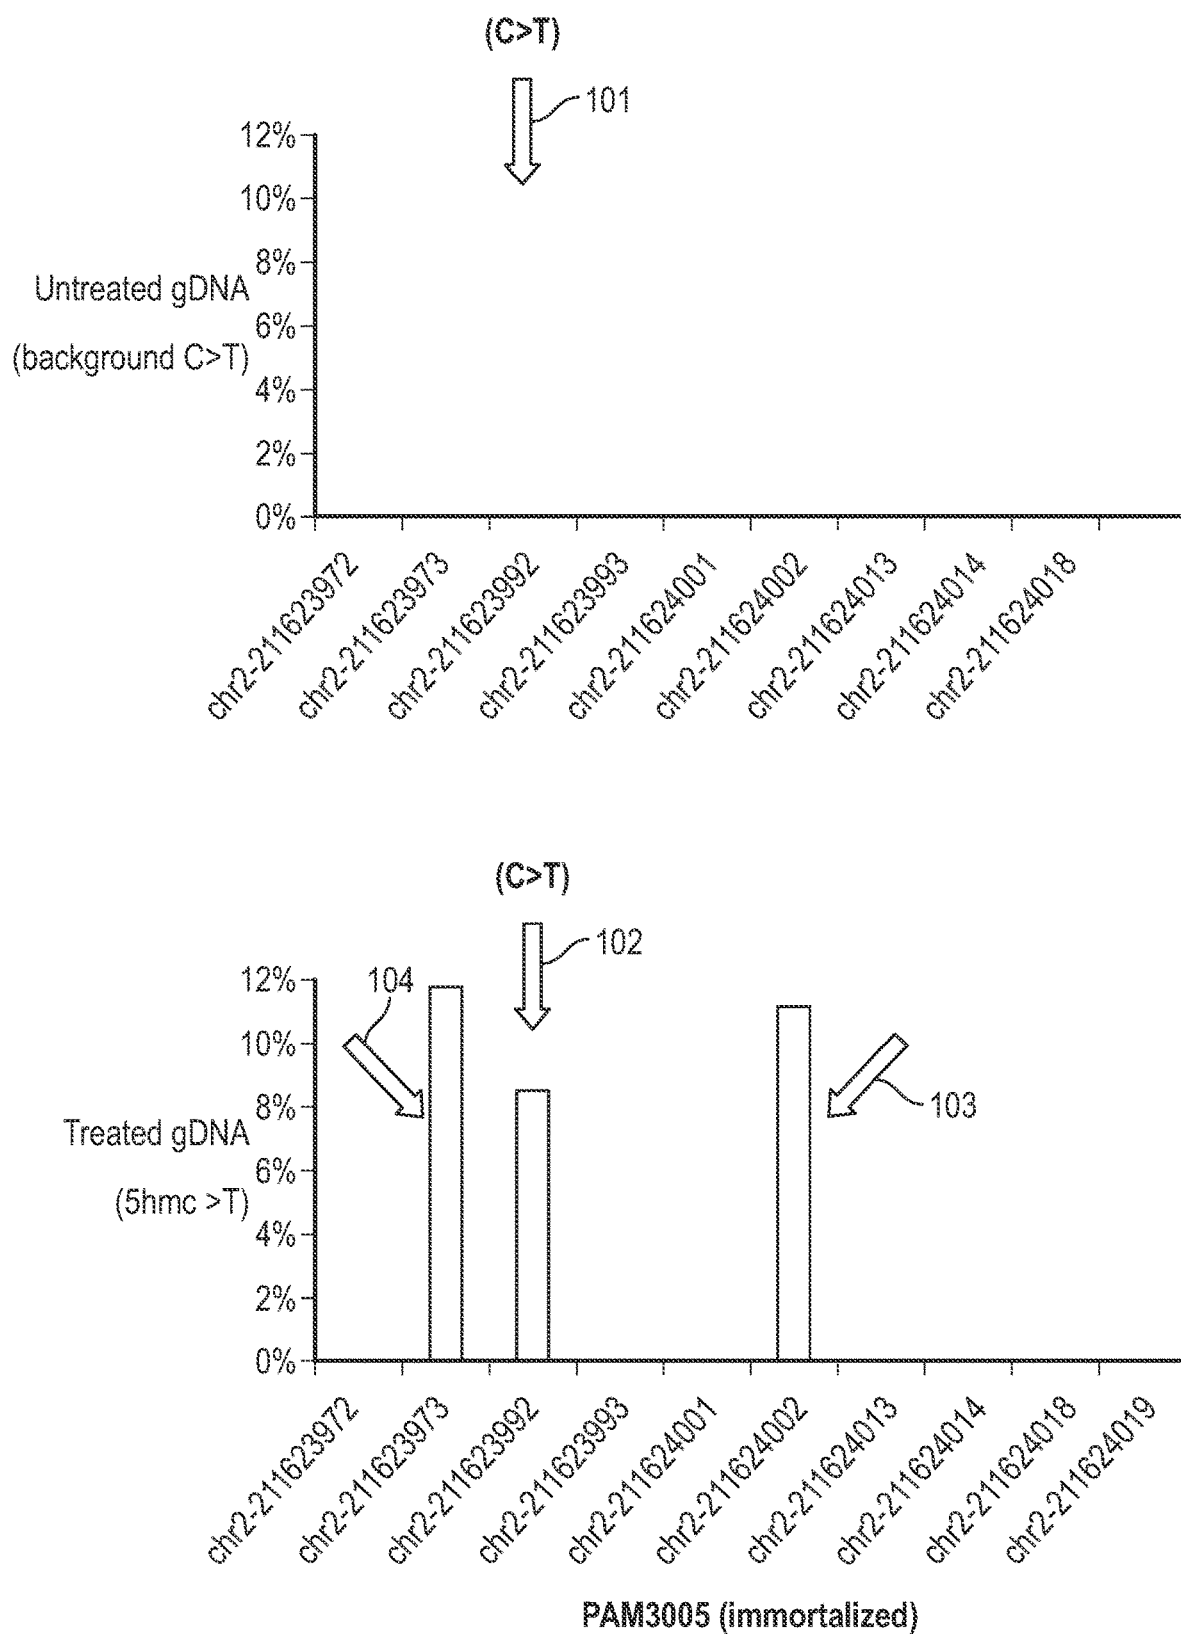 (C>T)
101
12%
10%
8%
Untreated gDNA
6%
(background C>T)
4%
2%
0%
chr2-211623972
chr2-211623973
chr2-211623992
chr2-211623993
chr2-211624001
chr2-211624002
chr2-211624013
chr2-211624014
chr2-211624018
(C>T)
102
12%
104
10%
8%
103
Treated gDNA
6%
(5hmc >T)
4%
2%
0%
chr2-211623972
chr2-211623973
chr2-211623992
chr2-211623993
chr2-211624001
chr2-211624002
chr2-211624013
chr2-211624014
chr2-211624018
chr2-211624019
PAM3005 (immortalized)